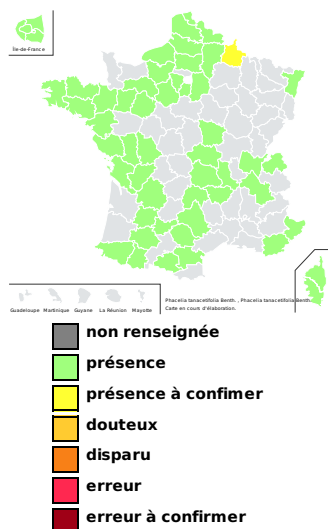 Île-de-France
Guadeloupe Martinique Guyane La Réunion Mayotte
Phacelia tanacetifolia Benth. , Phacelia tanacetifolia Benth.
Carte en cours d'élaboration.
non renseignée
présence
présence à confimer
douteux
disparu
erreur
erreur à confirmer